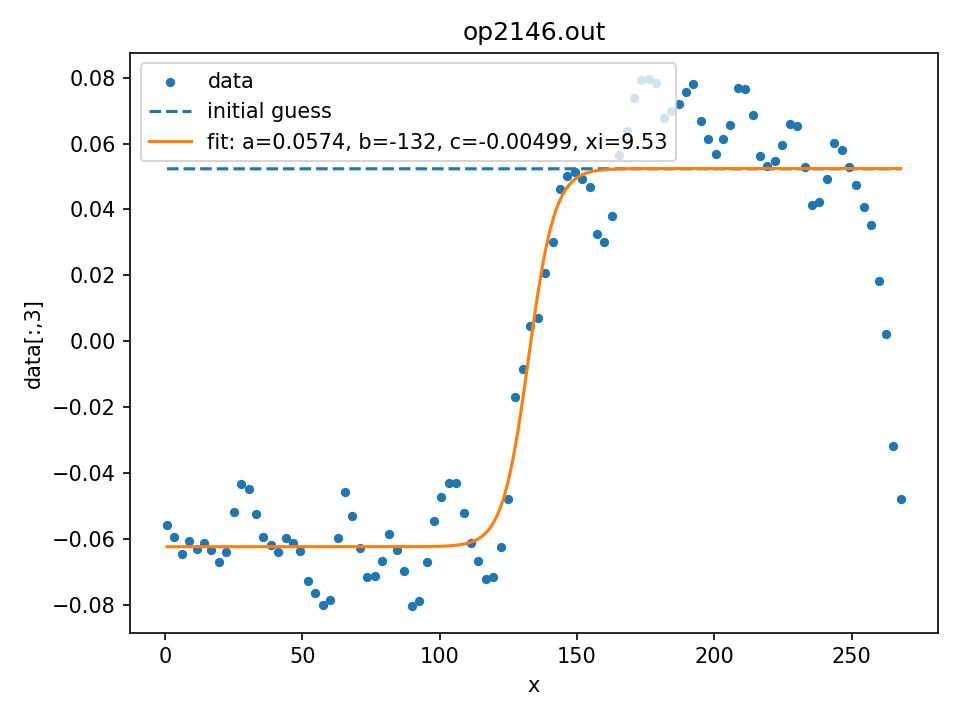 op2146.out
data
initial guess
fit: a=0.0574, b=-132, c=-0.00499, xi=9.53
0.08
0.06
0.04
0.02
0.00
−0.02
−0.04
−0.06
−0.08
data[:,3]
0 50 100 150 200 250
x